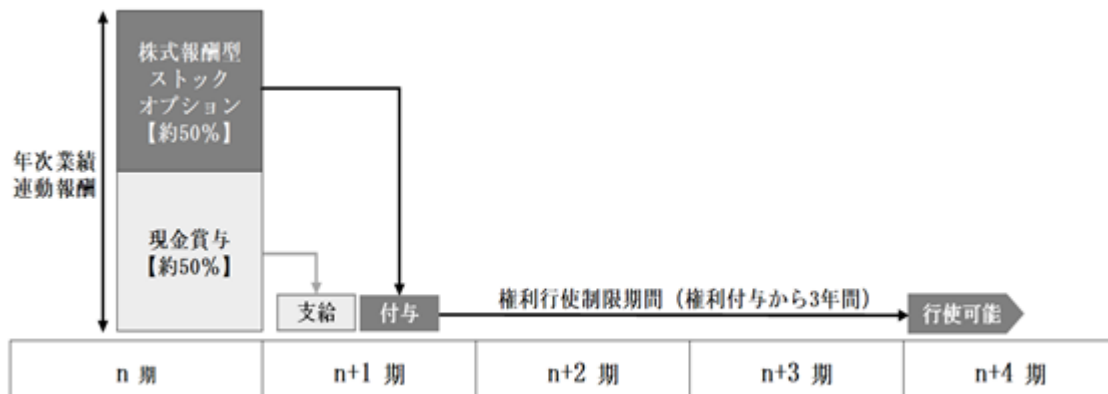 株式報酬型
ストック
オプション
【約50%】
年次業績
連動報酬
現金賞与
【約50%】
支給
付与
権利行使制限期間（権利付与から3年間）
行使可能
n 期
n+1 期
n+2 期
n+3 期
n+4 期